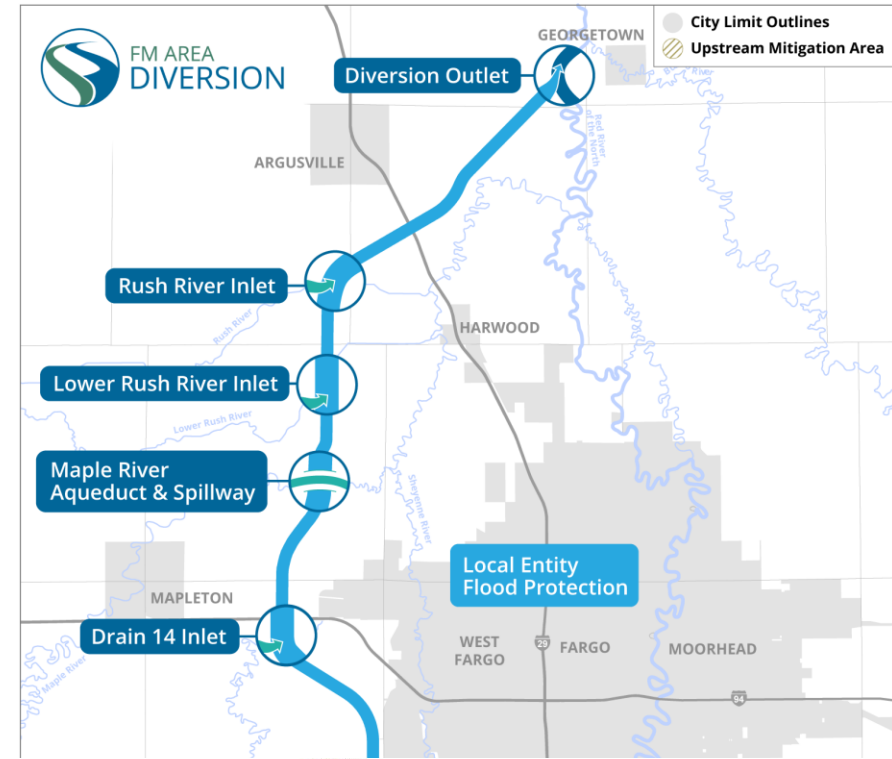 FM AREA
DIVERSION
City Limit Outlines
Upstream Mitigation Area
GEORGETOWN
Diversion Outlet
River
Red River
of the North
ARGUSVILLE
Rush River Inlet
Rush River
HARWOOD
Lower Rush River Inlet
Lower Rush River
Maple River
Aqueduct & Spillway
Sheyenne River
Local Entity
Flood Protection
MAPLETON
Drain 14 Inlet
Maple River
WEST
FARGO
29
FARGO
MOORHEAD
94